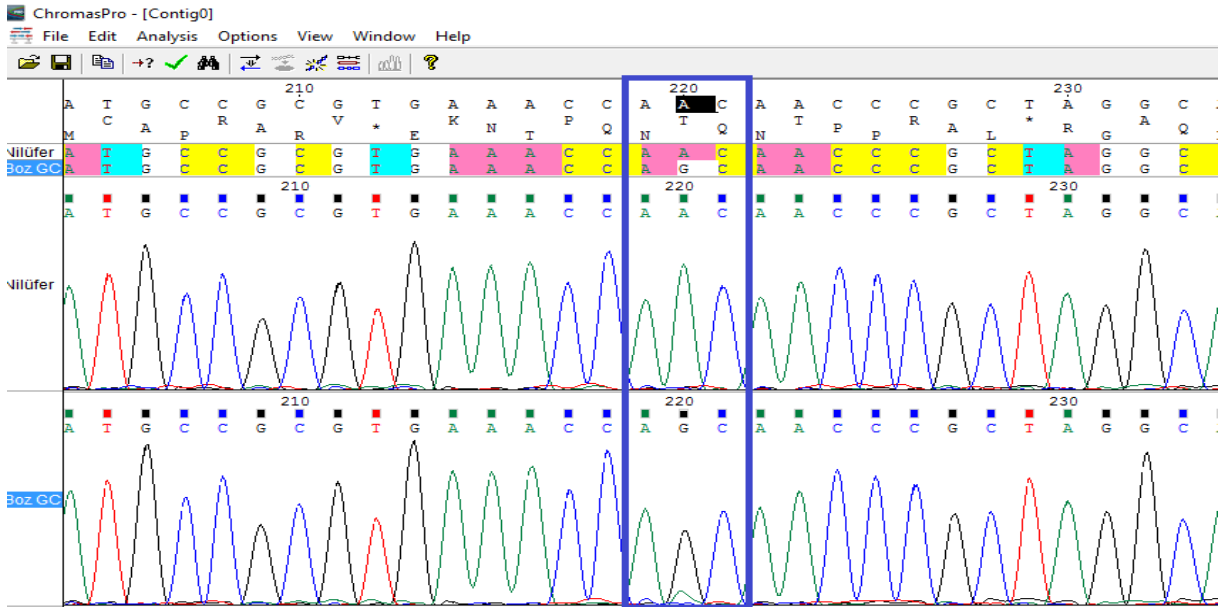 ChromasPro - [Contig0]
File Edit Analysis Options View Window Help
210 220 230
A T G C C G C G T G A A A C C A A C A A C C C G C T A G G C
C R V K P T T R * A
A A * N Q Q P A R Q
M P R E T N N P L G
Nilüfer A T G C C G C G T G A A A C C A A C A A C C C G C T A G G C
Boz GC A T G C C G C G T G A A A C C A G C A A C C C G C T A G G C
210 220 230
A T G C C G C G T G A A A C C A A C A A C C C G C T A G G C
Nilüfer
210 220 230
A T G C C G C G T G A A A C C A G C A A C C C G C T A G G C
Boz GC